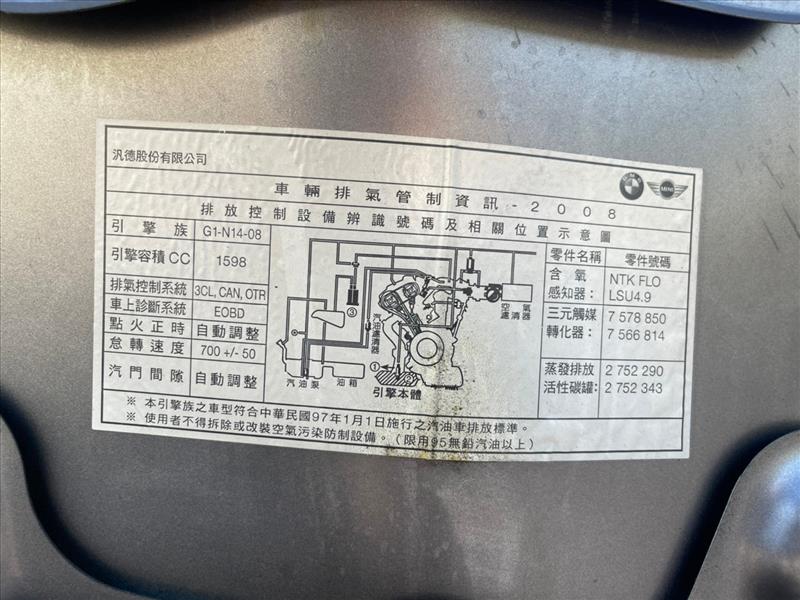 汎德股份有限公司
BMW
MINI
車輛排氣管制資訊-2008
排放控制設備辨識號碼及相關位置示意圖
引擎族 G1-N14-08
引擎容積CC 1598
排氣控制系統 3CL, CAN, OTR
車上診斷系統 EOBD
點火正時 自動調整
怠轉速度 700 +/- 50
汽門間隙 自動調整
③
汽油濾清器
①
汽油泵
油箱
引擎本體
空氣濾清器
零件名稱 零件號碼
含氧感知器: NTK FLO
LSU4.9
三元觸媒 7 578 850
轉化器: 7 566 814
蒸發排放 2 752 290
活性碳罐: 2 752 343
※ 本引擎族之車型符合中華民國97年1月1日施行之汽油車排放標準。
※ 使用者不得拆除或改裝空氣污染防制設備。(限用95無鉛汽油以上)